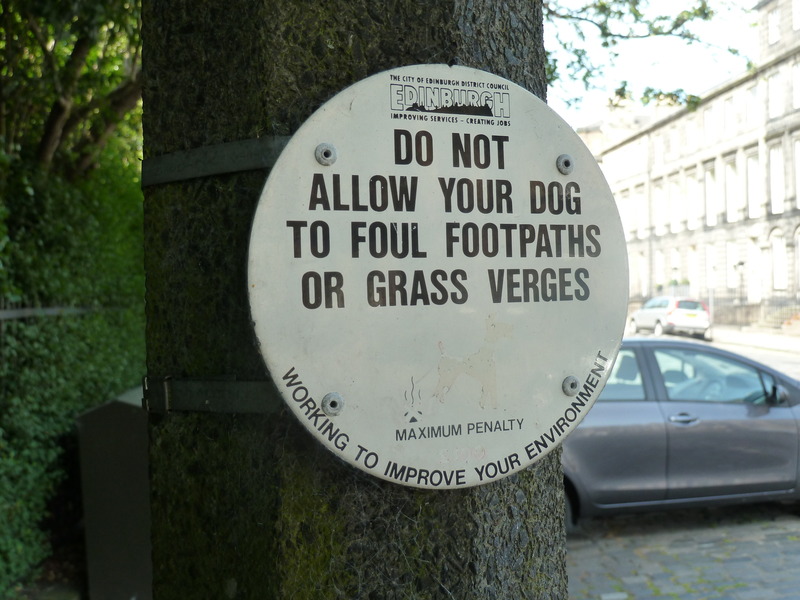 THE CITY OF EDINBURGH DISTRICT COUNCIL
EDINBURGH
IMPROVING SERVICES - CREATING JOBS
DO NOT
ALLOW YOUR DOG
TO FOUL FOOTPATHS
OR GRASS VERGES
MAXIMUM PENALTY
WORKING TO IMPROVE YOUR ENVIRONMENT